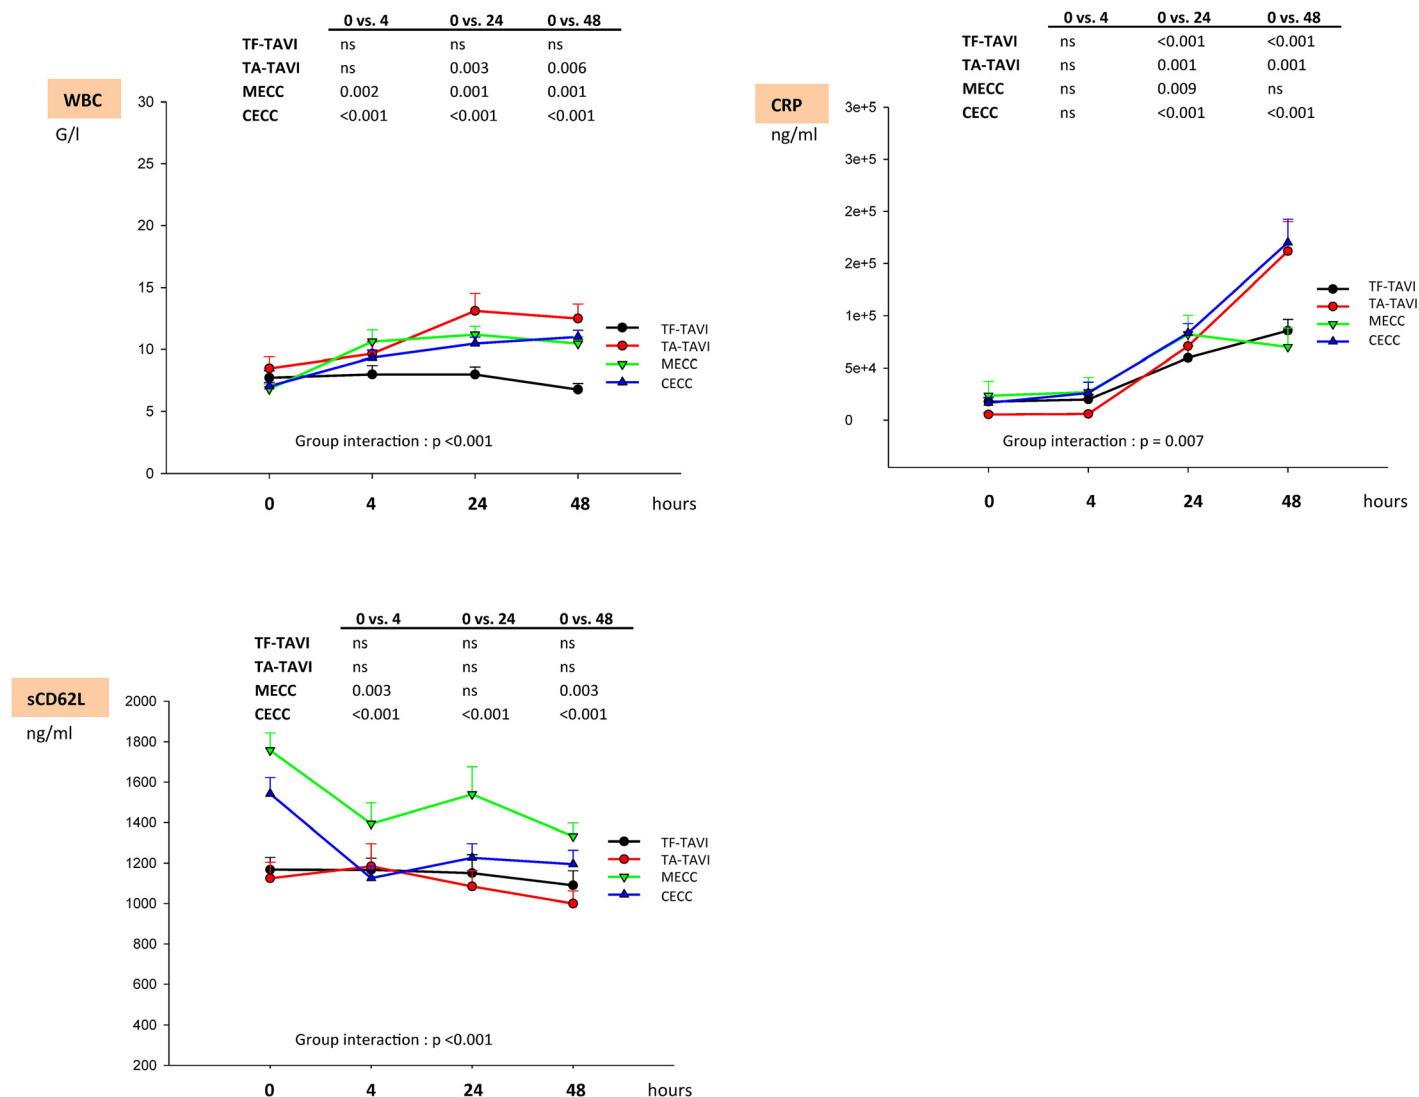 0 vs. 4 0 vs. 24 0 vs. 48
TF-TAVI ns ns ns
TA-TAVI ns 0.003 0.006
MECC 0.002 0.001 0.001
CECC <0.001 <0.001 <0.001
WBC
G/l
30
25
20
15
10
5
0
TF-TAVI
TA-TAVI
MECC
CECC
Group interaction : p <0.001
0 4 24 48 hours
0 vs. 4 0 vs. 24 0 vs. 48
TF-TAVI ns <0.001 <0.001
TA-TAVI ns 0.001 0.001
MECC ns 0.009 ns
CECC ns <0.001 <0.001
CRP
ng/ml
3e+5
3e+5
2e+5
2e+5
1e+5
5e+4
0
TF-TAVI
TA-TAVI
MECC
CECC
Group interaction : p = 0.007
0 4 24 48 hours
0 vs. 4 0 vs. 24 0 vs. 48
TF-TAVI ns ns ns
TA-TAVI ns ns ns
MECC 0.003 ns 0.003
CECC <0.001 <0.001 <0.001
sCD62L
ng/ml
2000
1800
1600
1400
1200
1000
800
600
400
200
TF-TAVI
TA-TAVI
MECC
CECC
Group interaction : p <0.001
0 4 24 48 hours